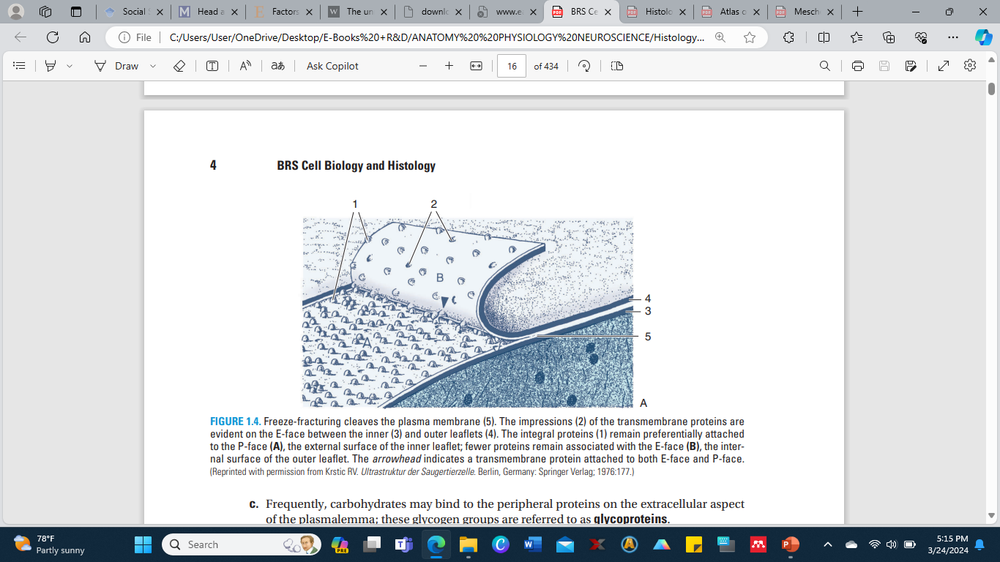 Social S
Head a
Factors
The un
downlo
www.e
BRS Ce
Histolo
Atlas o
Mesch
File
C:/Users/User/OneDrive/Desktop/E-Books%20+R&D/ANATOMY%20%20PHYSIOLOGY%20NEUROSCIENCE/Histology...
Draw
Ask Copilot
16
of 434
4
BRS Cell Biology and Histology
1
2
B
A
4
3
5
A
FIGURE 1.4. Freeze-fracturing cleaves the plasma membrane (5). The impressions (2) of the transmembrane proteins are
evident on the E-face between the inner (3) and outer leaflets (4). The integral proteins (1) remain preferentially attached
to the P-face (A), the external surface of the inner leaflet; fewer proteins remain associated with the E-face (B), the inter-
nal surface of the outer leaflet. The arrowhead indicates a transmembrane protein attached to both E-face and P-face.
(Reprinted with permission from Krstic RV. Ultrastruktur der Saugertierzelle. Berlin, Germany: Springer Verlag; 1976:177.)
c. Frequently, carbohydrates may bind to the peripheral proteins on the extracellular aspect
of the plasmalemma; these glycogen groups are referred to as glycoproteins.
78°F
Partly sunny
Search
5:15 PM
3/24/2024